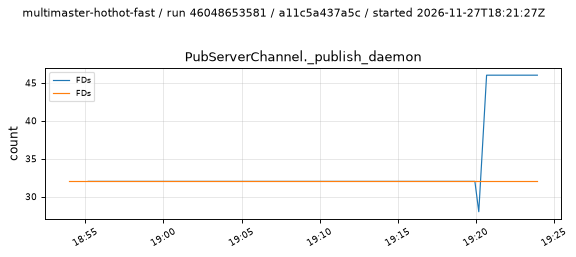 multimaster-hothot-fast / run 46048653581 / a11c5a437a5c / started 2026-11-27T18:21:27Z
PubServerChannel._publish_daemon
FDs
FDs
count
45
40
35
30
18:55
19:00
19:05
19:10
19:15
19:20
19:25